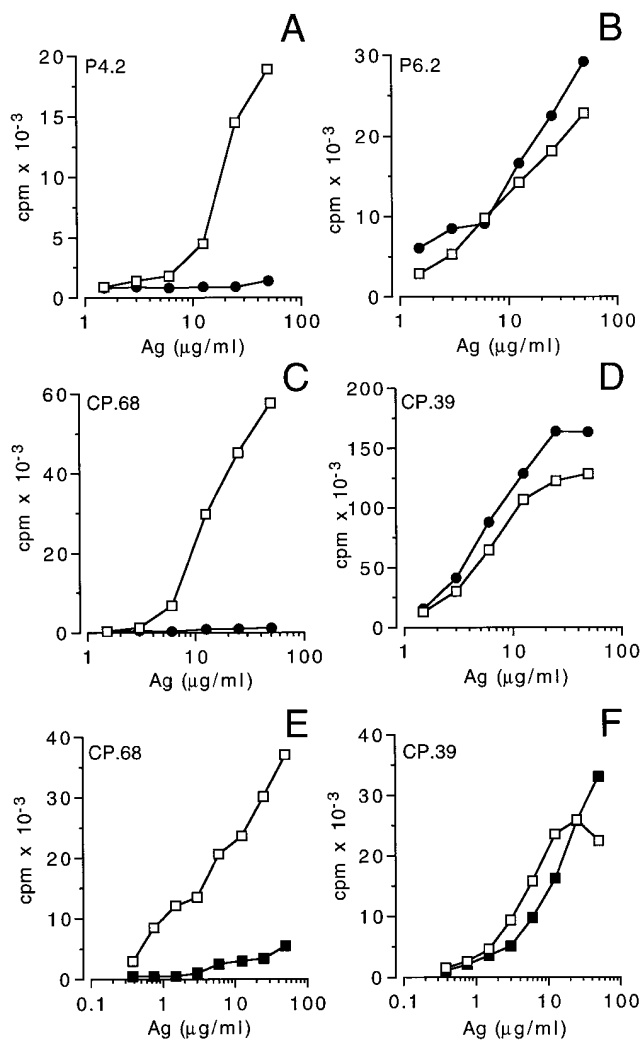 A
P4.2
20
15
10
5
0
cpm x 10-3
1 10 100
Ag (µg/ml)
B
P6.2
30
20
10
0
cpm x 10-3
1 10 100
Ag (µg/ml)
C
CP.68
60
40
20
0
cpm x 10-3
1 10 100
Ag (µg/ml)
D
CP.39
200
150
100
50
0
cpm x 10-3
1 10 100
Ag (µg/ml)
E
CP.68
40
30
20
10
0
cpm x 10-3
0.1 1 10 100
Ag (µg/ml)
F
CP.39
40
30
20
10
0
cpm x 10-3
0.1 1 10 100
Ag (µg/ml)